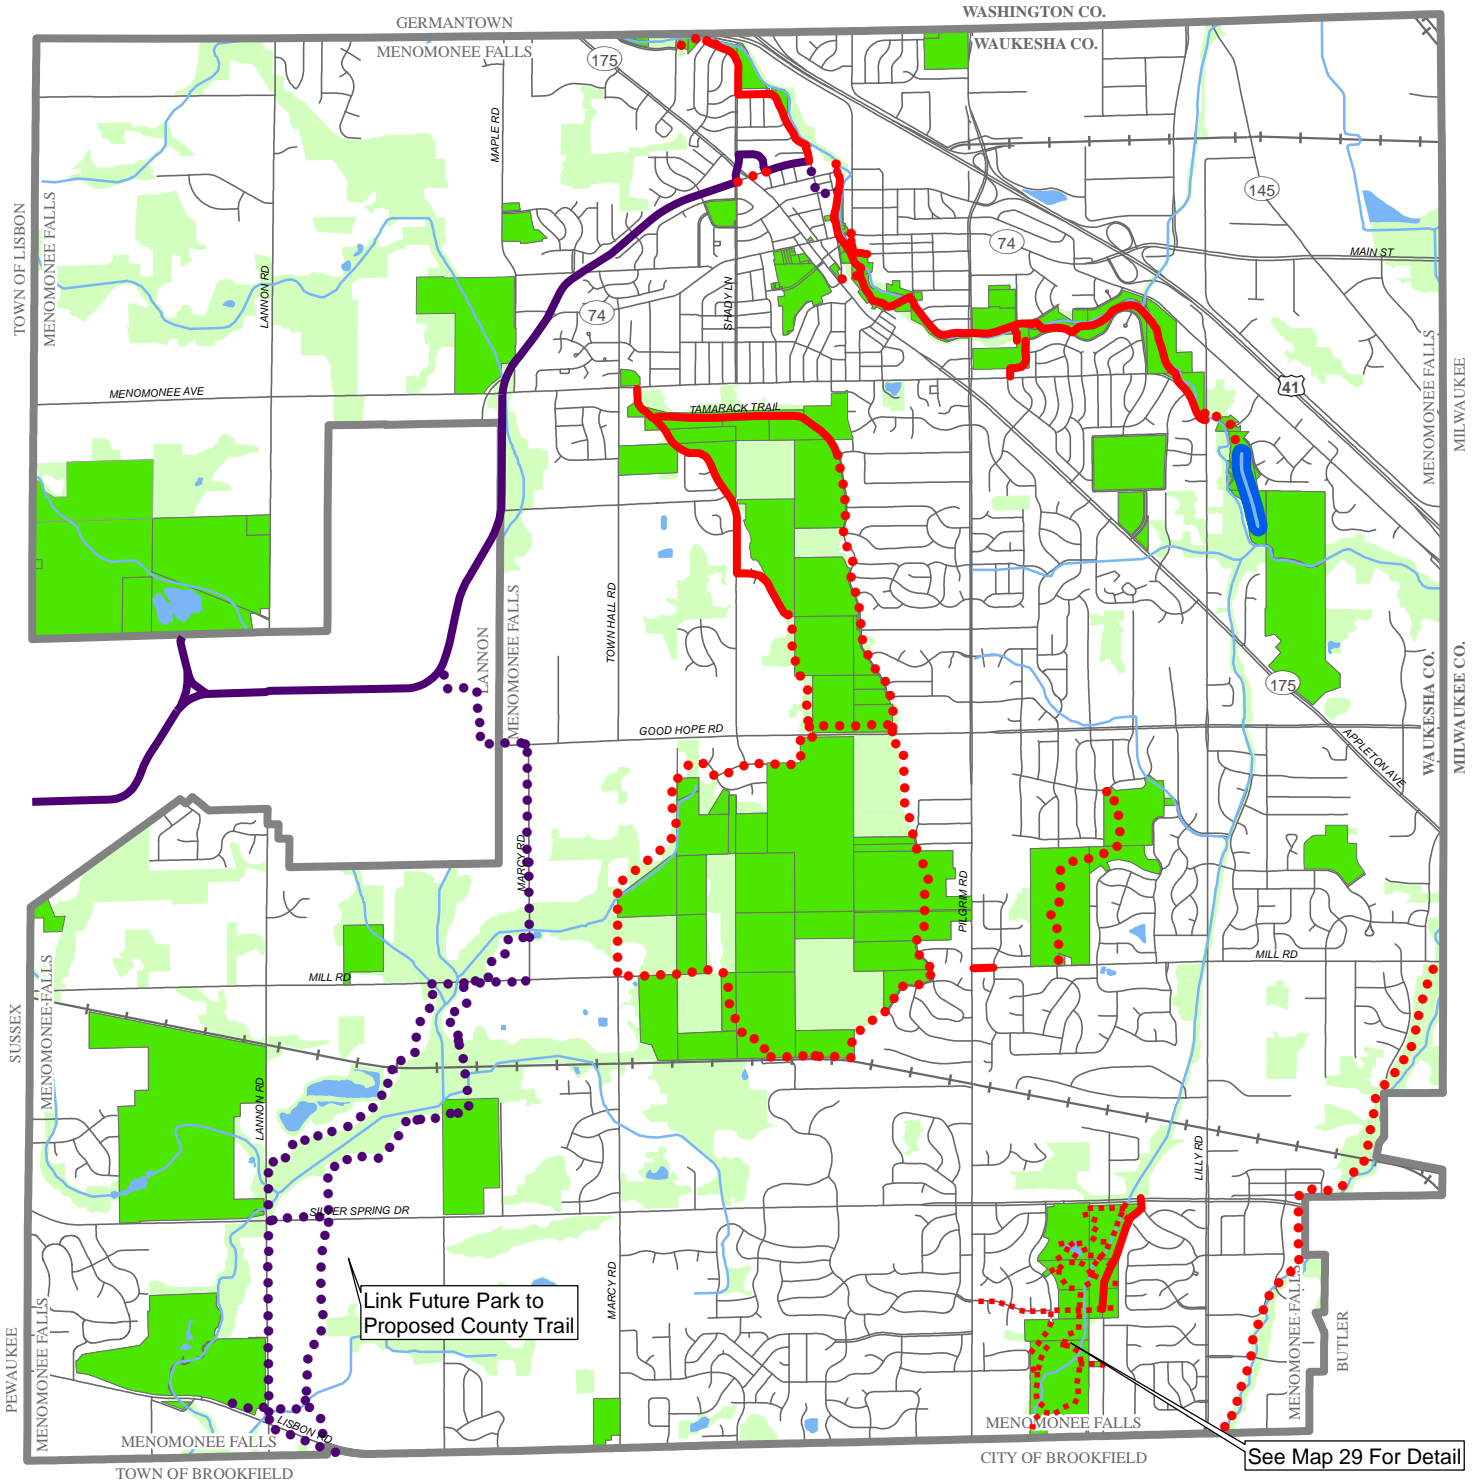 WASHINGTON CO.
GERMANTOWN
WAUKESHA CO.
MENOMONEE FALLS
175
MAPLE RD
145
TOWN OF LISBON
MENOMONEE FALLS
LANNON RD
74
MAIN ST
SHADY LN
74
MENOMONEE FALLS
MILWAUKEE
41
MENOMONEE AVE
TAMARACK TRAIL
TOWN HALL RD
LANNON
MENOMONEE FALLS
175
WAUKESHA CO.
MILWAUKEE CO.
GOOD HOPE RD
APPLETON AVE
MARCY RD
PILGRIM RD
MILL RD
MILL RD
SUSSEX
MENOMONEE FALLS
LANNON RD
LILLY RD
SILVER SPRING DR
MARCY RD
Link Future Park to
Proposed County Trail
PEWAUKEE
MENOMONEE FALLS
MENOMONEE FALLS
BUTLER
LISBON RD
MENOMONEE FALLS
MENOMONEE FALLS
TOWN OF BROOKFIELD
CITY OF BROOKFIELD
See Map 29 For Detail